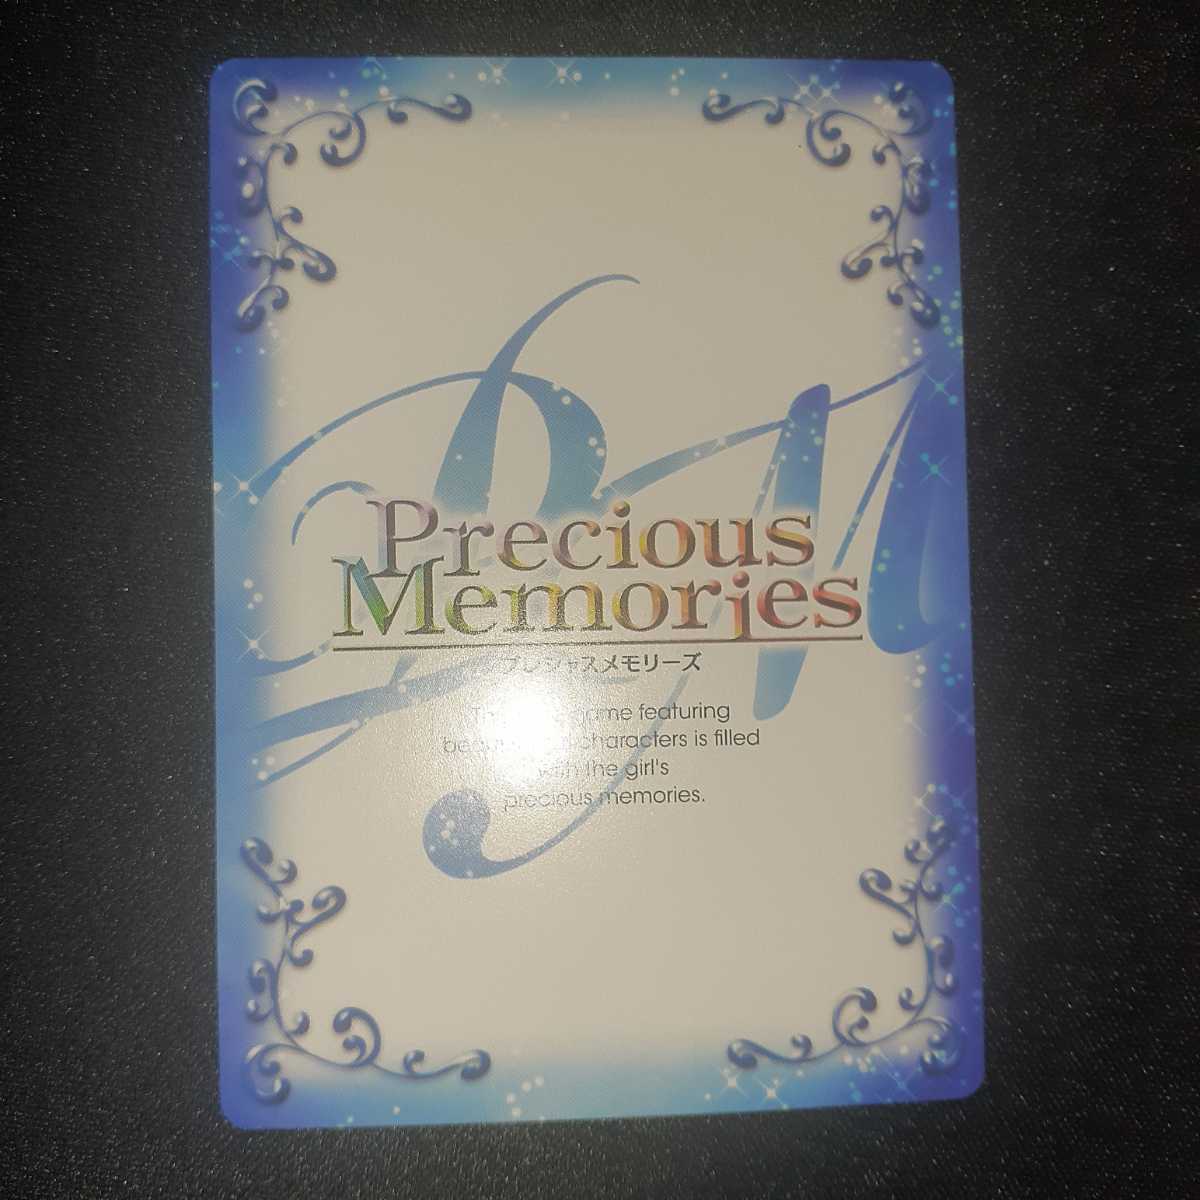 PM
Precious
Memories
プレシャスメモリーズ
game featuring
characters is filled
with the girl's
precious memories.